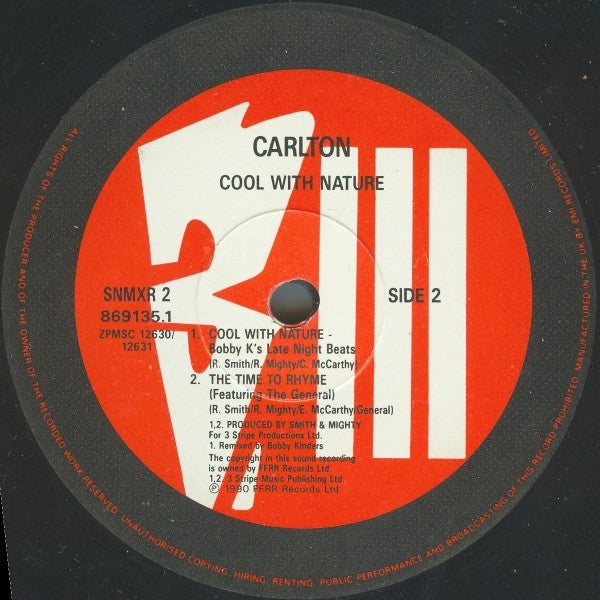 CARLTON
COOL WITH NATURE
SNMXR 2
869135.1
ZPMSC 12630/
12631
SIDE 2
1. COOL WITH NATURE -
Bobby K's Late Night Beats
(R. Smith/R. Mighty/C. McCarthy)
2. THE TIME TO RHYME
(Featuring The General)
(R. Smith/R. Mighty/E. McCarthy/General)
1,2. PRODUCED BY SMITH & MIGHTY
For 3 Stripe Productions Ltd.
1. Remixed by Bobby Kinders
The copyright in this sound recording
is owned by FFRR Records Ltd.
1,2. 3 Stripe Music Publishing Ltd.
Ⓟ 1990 FFRR Records Ltd.
ALL RIGHTS OF THE PRODUCER AND OF THE OWNER OF THE RECORDED WORK RESERVED. UNAUTHORISED COPYING, HIRING, RENTING, PUBLIC PERFORMANCE AND BROADCASTING OF THIS RECORD PROHIBITED. MANUFACTURED IN THE UK BY EMI RECORDS LIMITED